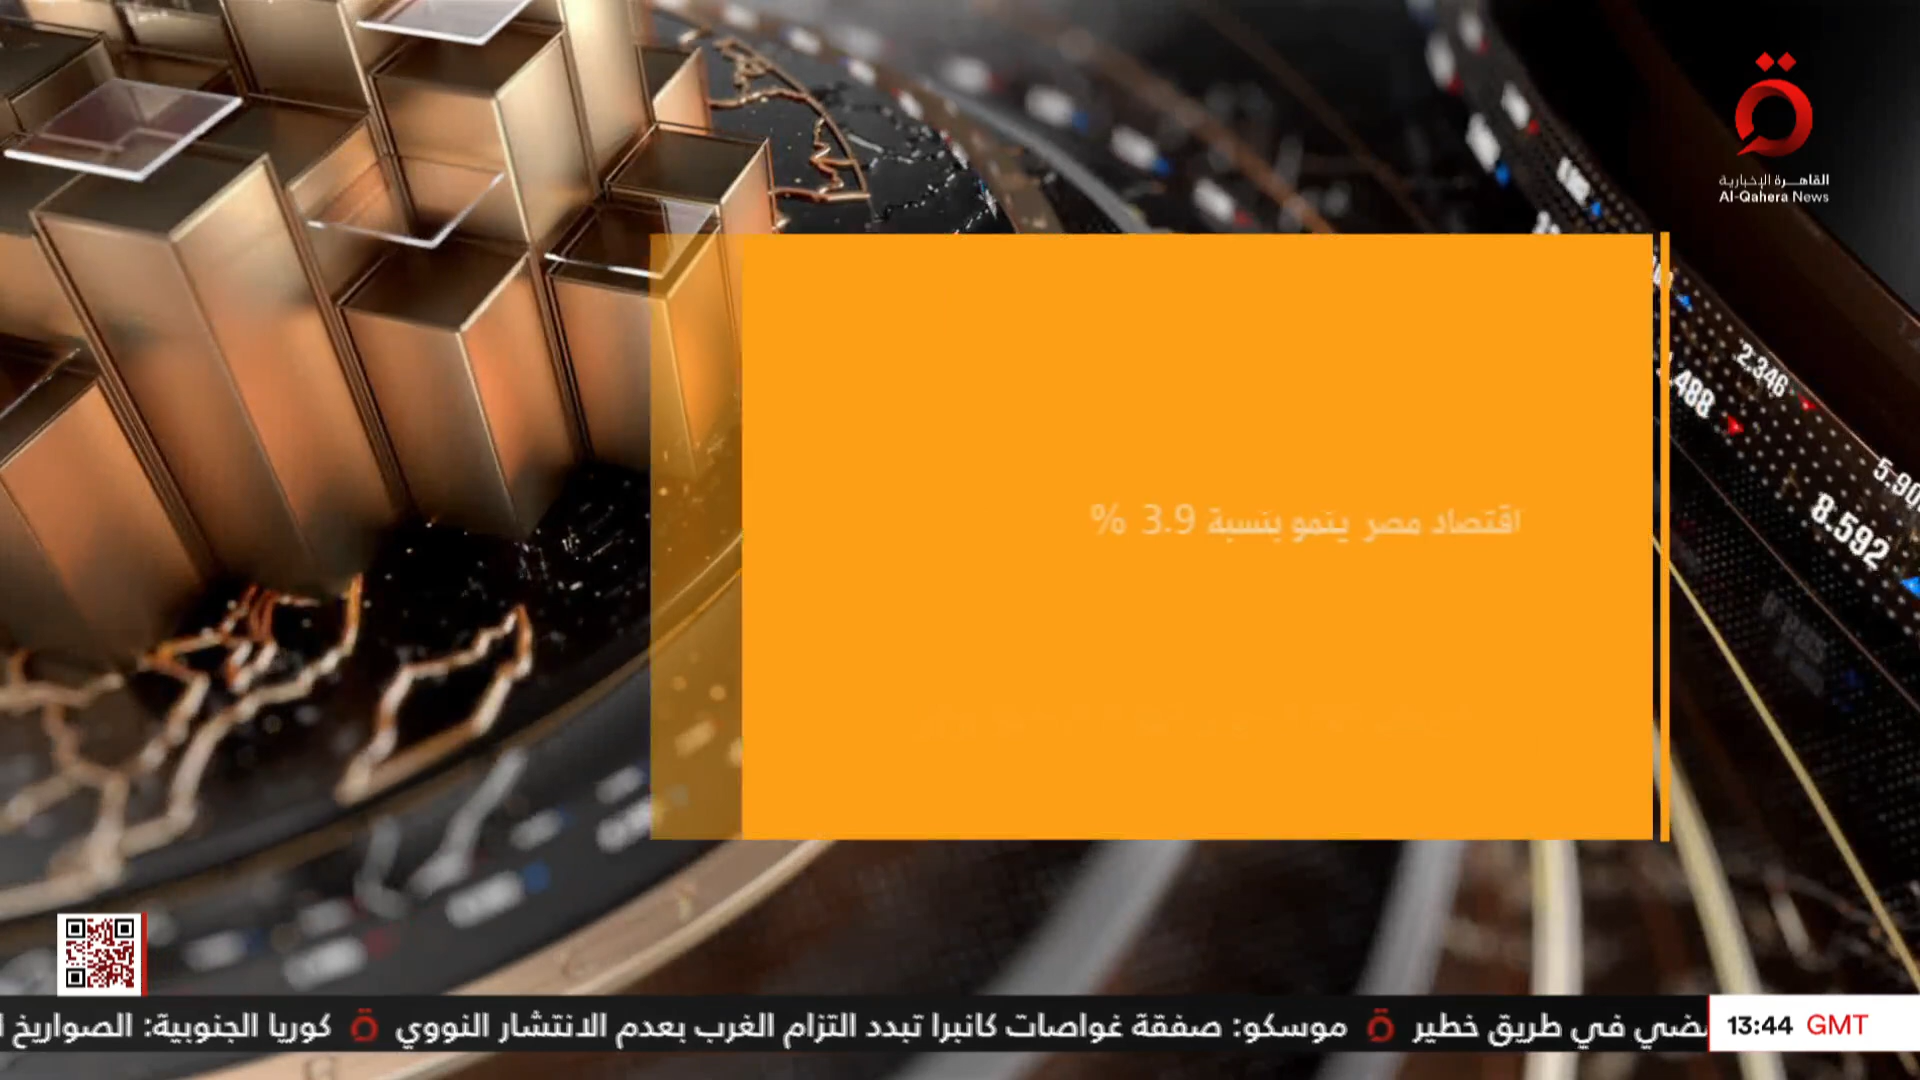 القاهرة الإخبارية
Al-Qahera News
2.346
.488
5.90
8.592
اقتصاد مصر ينمو بنسبة 3.9 %
ضي في طريق خطير
موسكو: صفقة غواصات كانبرا تبدد التزام الغرب بعدم الانتشار النووي
كوريا الجنوبية: الصواريخ ا
13:44 GMT